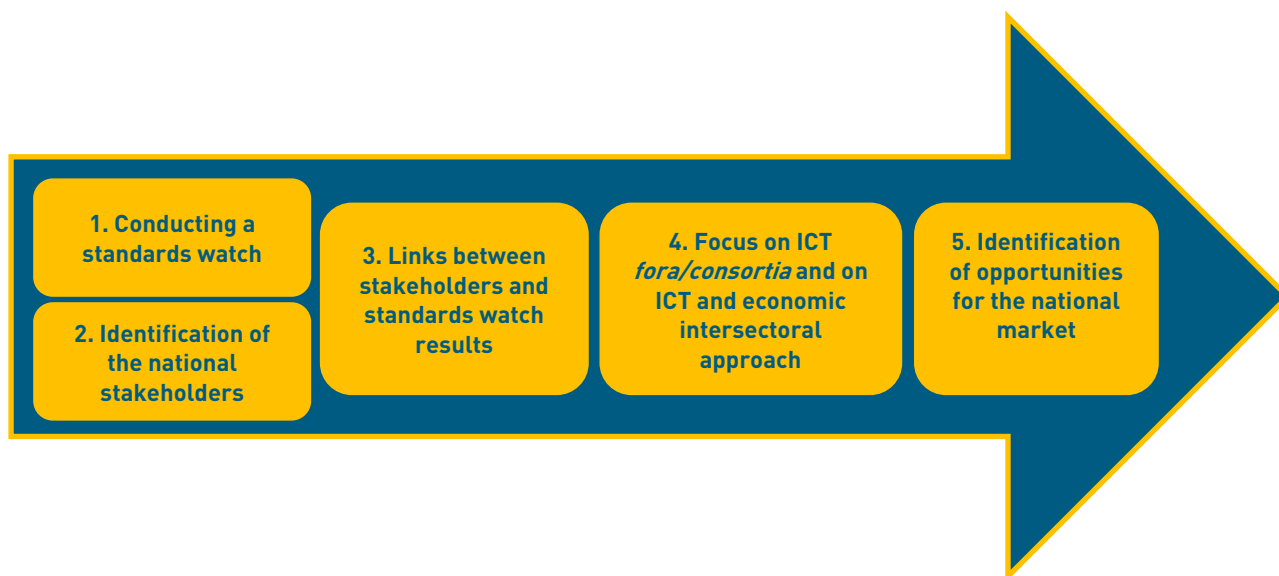 1. Conducting a
standards watch
2. Identification of
the national
stakeholders
3. Links between
stakeholders and
standards watch
results
4. Focus on ICT
fora/consortia and on
ICT and economic
intersectoral
approach
5. Identification
of opportunities
for the national
market